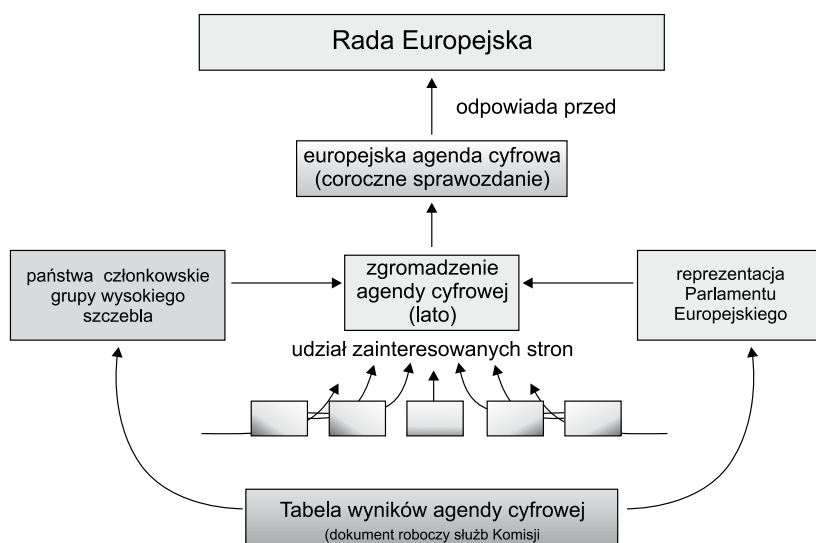 Rada Europejska
odpowiada przed
europejska agenda cyfrowa
(coroczne sprawozdanie)
państwa członkowskie
grupy wysokiego
szczebla
zgromadzenie
agendy cyfrowej
(lato)
reprezentacja
Parlamentu
Europejskiego
udział zainteresowanych stron
Tabela wyników agendy cyfrowej
(dokument roboczy służb Komisji